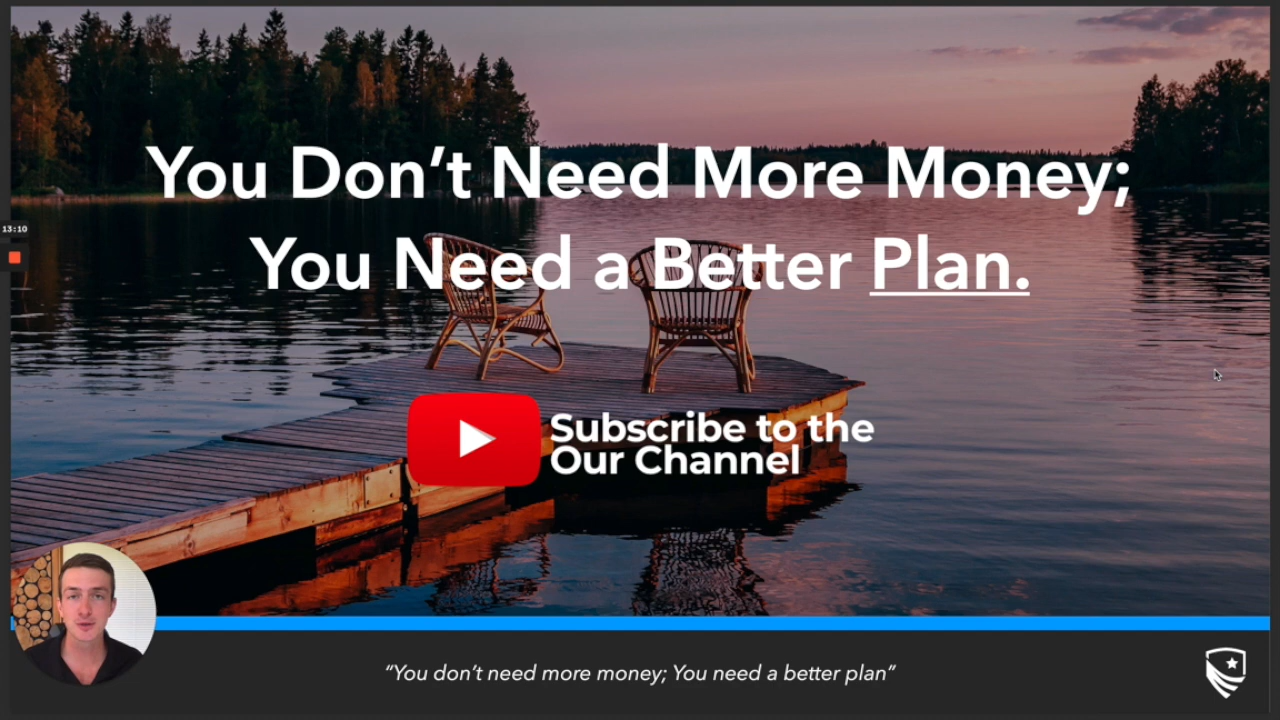 You Don’t Need More Money;
You Need a Better Plan.
13:10
Subscribe to the
Our Channel
“You don’t need more money; You need a better plan”